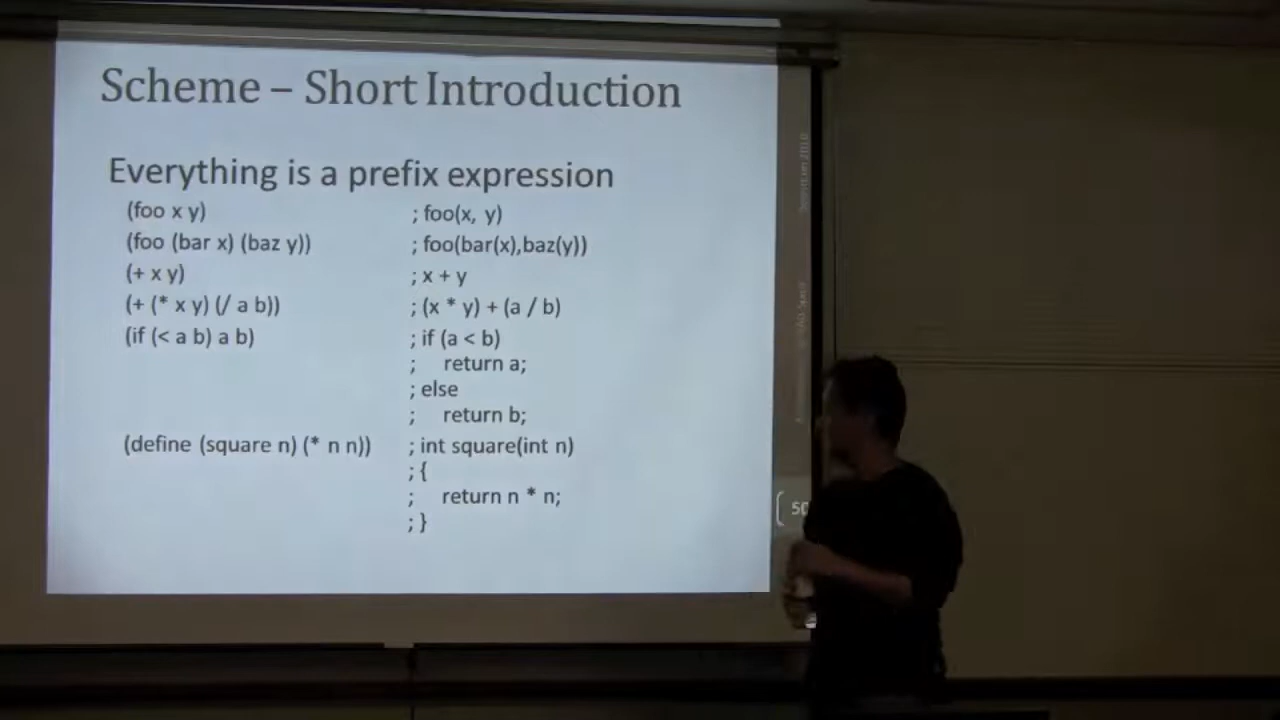 Scheme – Short Introduction
Everything is a prefix expression
(foo x y) ; foo(x, y)
(foo (bar x) (baz y)) ; foo(bar(x),baz(y))
(+ x y) ; x + y
(+ (* x y) (/ a b)) ; (x * y) + (a / b)
(if (< a b) a b) ; if (a < b)
; return a;
; else
; return b;
(define (square n) (* n n)) ; int square(int n)
; {
; return n * n;
; }
50